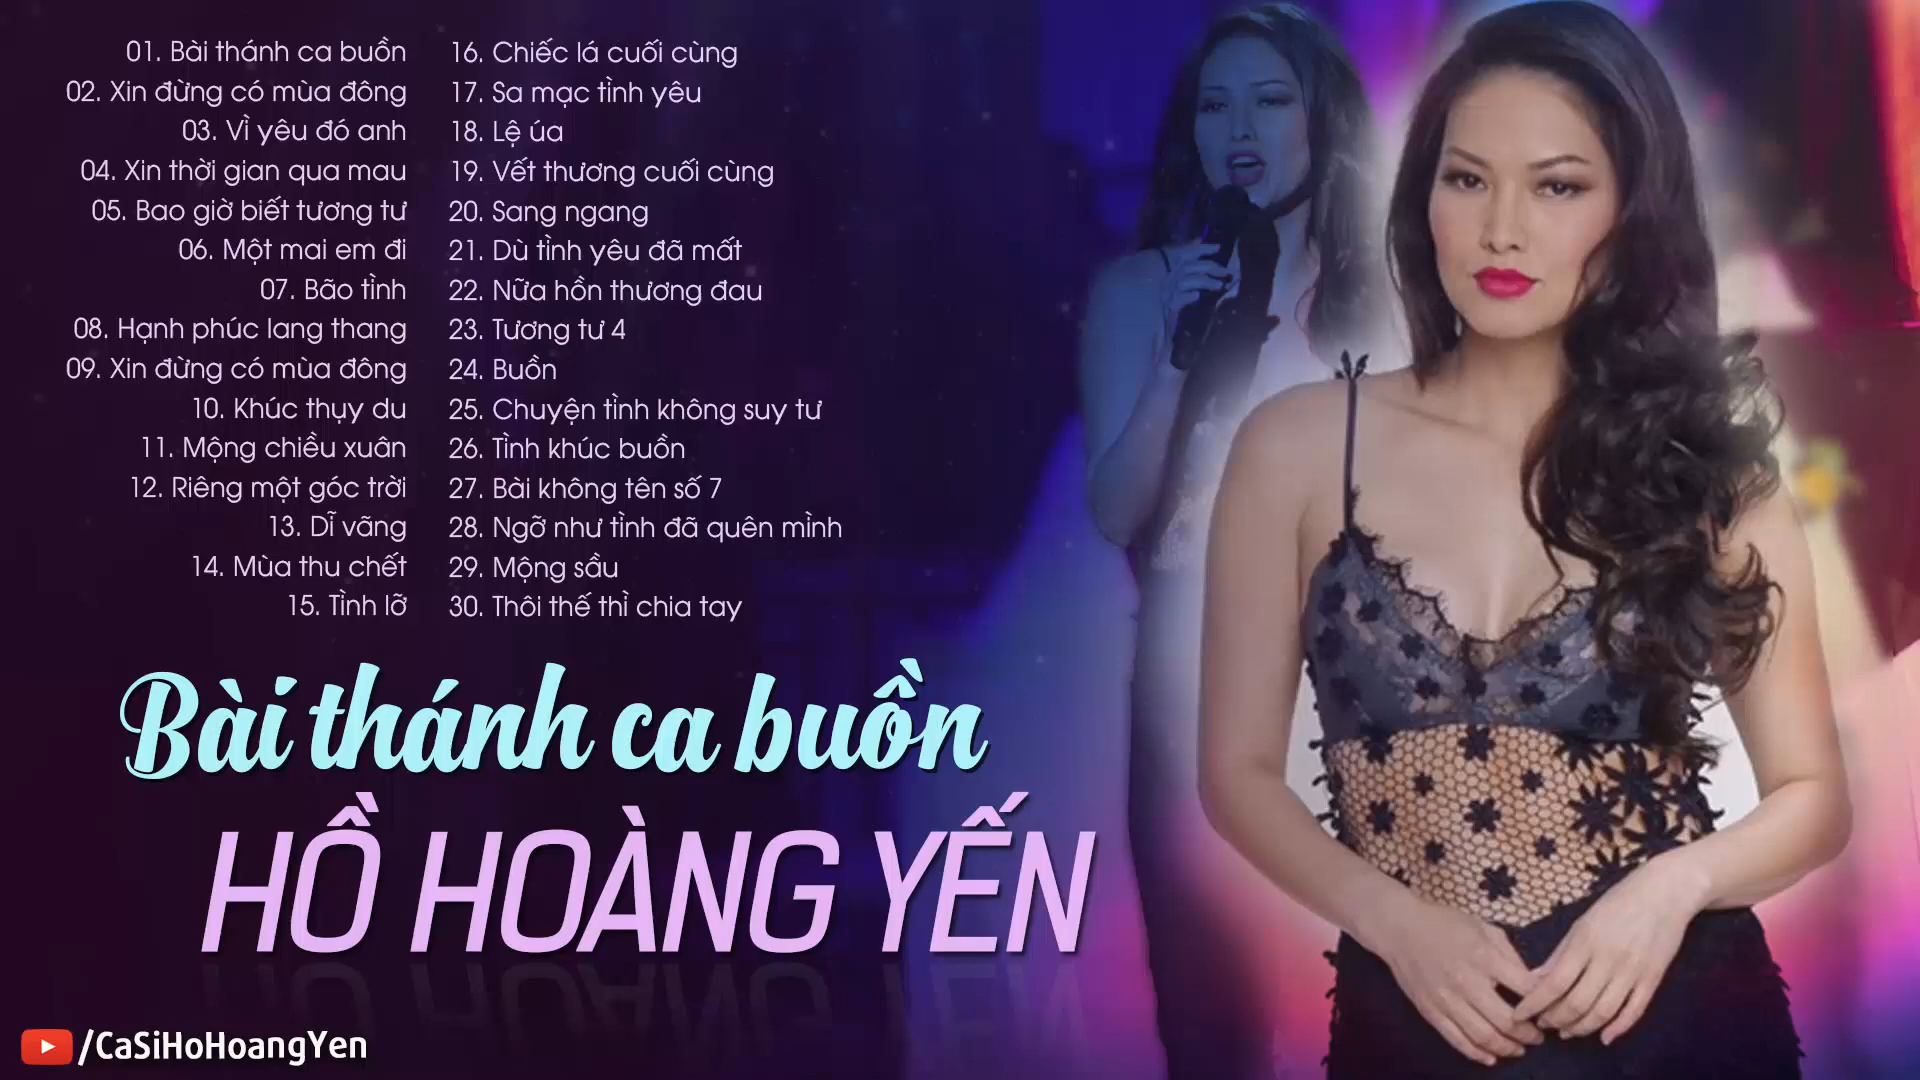 01. Bài thánh ca buồn
02. Xin đừng có mùa đông
03. Vì yêu đó anh
04. Xin thời gian qua mau
05. Bao giờ biết tương tư
06. Một mai em đi
07. Bão tình
08. Hạnh phúc lang thang
09. Xin đừng có mùa đông
10. Khúc thụy du
11. Mộng chiều xuân
12. Riêng một góc trời
13. Dĩ vãng
14. Mùa thu chết
15. Tình lỡ
16. Chiếc lá cuối cùng
17. Sa mạc tình yêu
18. Lệ úa
19. Vết thương cuối cùng
20. Sang ngang
21. Dù tình yêu đã mất
22. Nữa hồn thương đau
23. Tương tư 4
24. Buồn
25. Chuyện tình không suy tư
26. Tình khúc buồn
27. Bài không tên số 7
28. Ngỡ như tình đã quên mình
29. Mộng sầu
30. Thôi thế thì chia tay
Bài thánh ca buồn
HỒ HOÀNG YẾN
/CaSiHoHoangYen